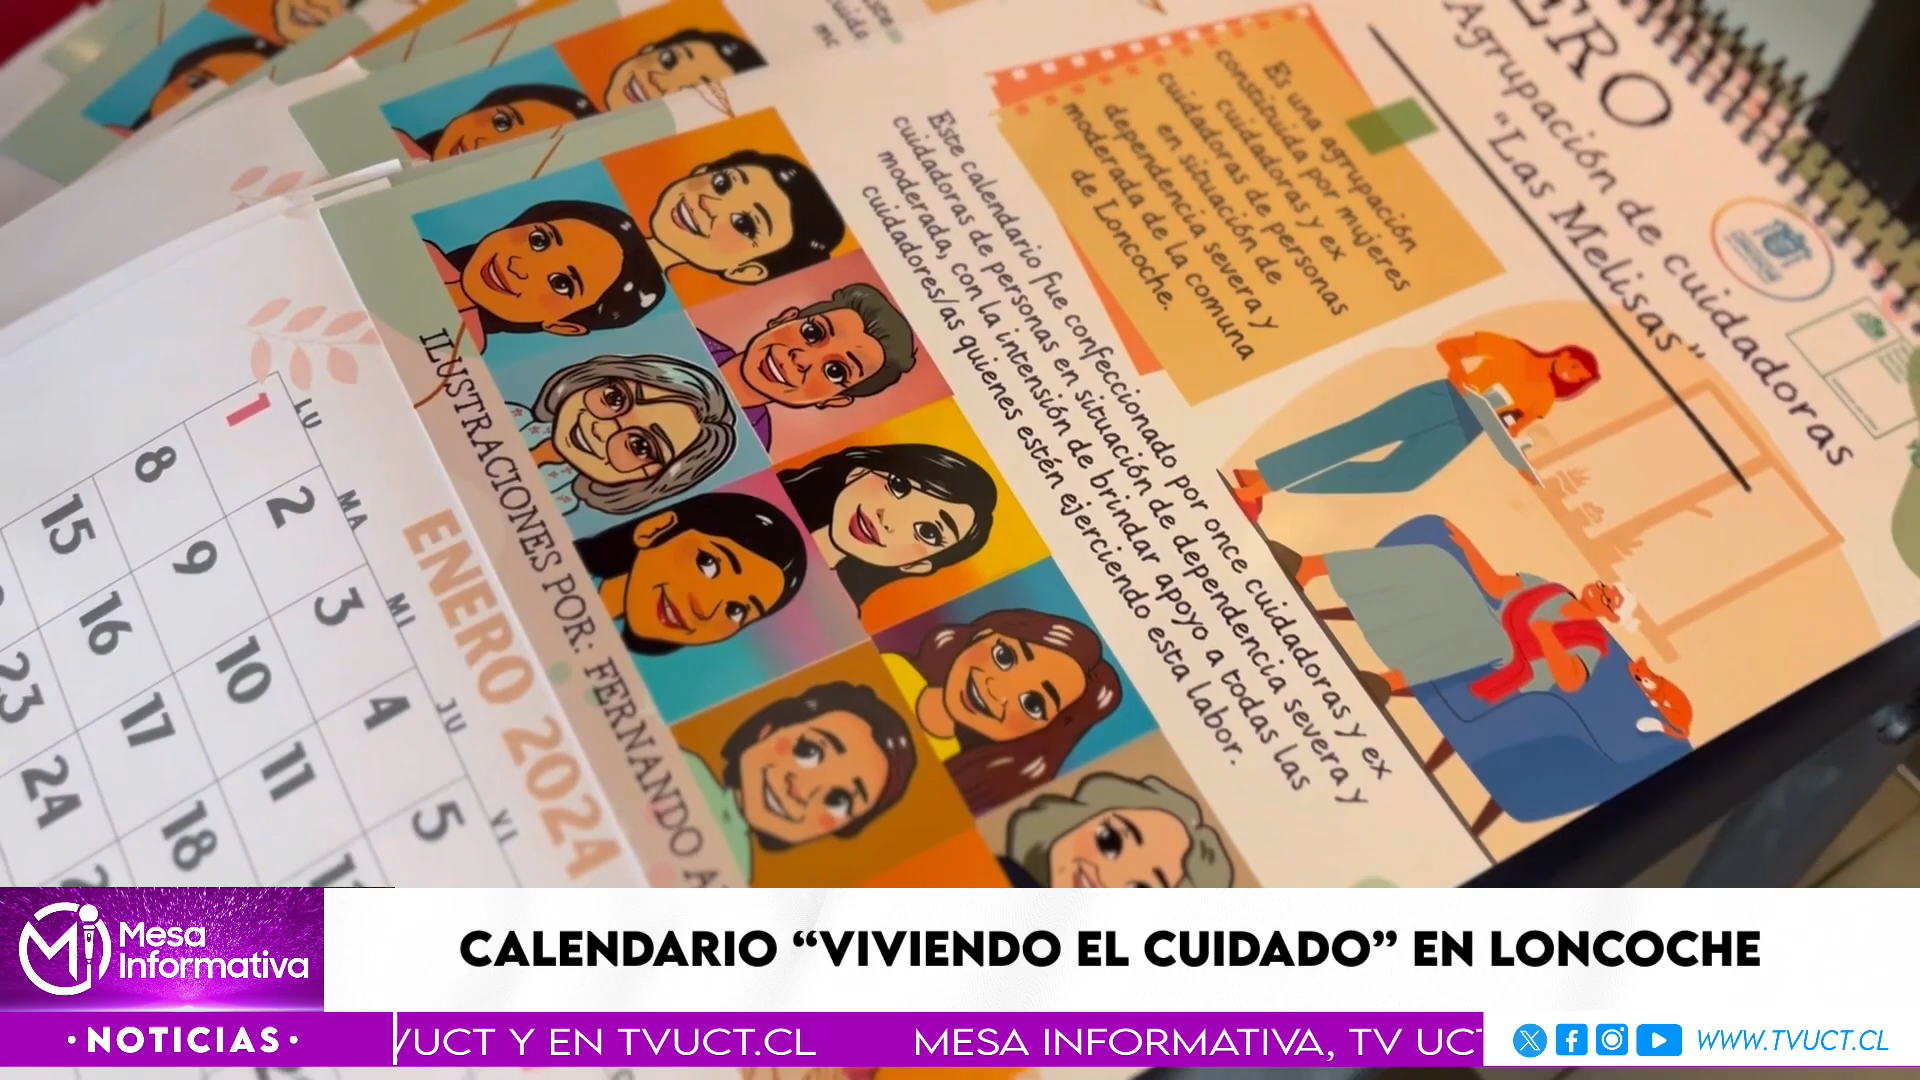 Agrupación de cuidadoras
"Las Melisas"
Es una agrupación
constituida por mujeres
cuidadoras y ex
cuidadoras de personas
en situación de
dependencia severa y
moderada de la comuna
de Loncoche.
Este calendario fue confeccionado por once cuidadoras y ex
cuidadoras de personas en situación de dependencia severa y
moderada, con la intensión de brindar apoyo a todas las
cuidadores/as quienes estén ejerciendo esta labor.
ILUSTRACIONES POR: FERNANDO A
ENERO 2024
LU MA MI JU VI
1 2 3 4 5
8 9 10 11
15 16 17 18
23 24
Mesa
Informativa
CALENDARIO “VIVIENDO EL CUIDADO” EN LONCOCHE
·NOTICIAS·
VUCT Y EN TVUCT.CL MESA INFORMATIVA, TV UCT
WWW.TVUCT.CL